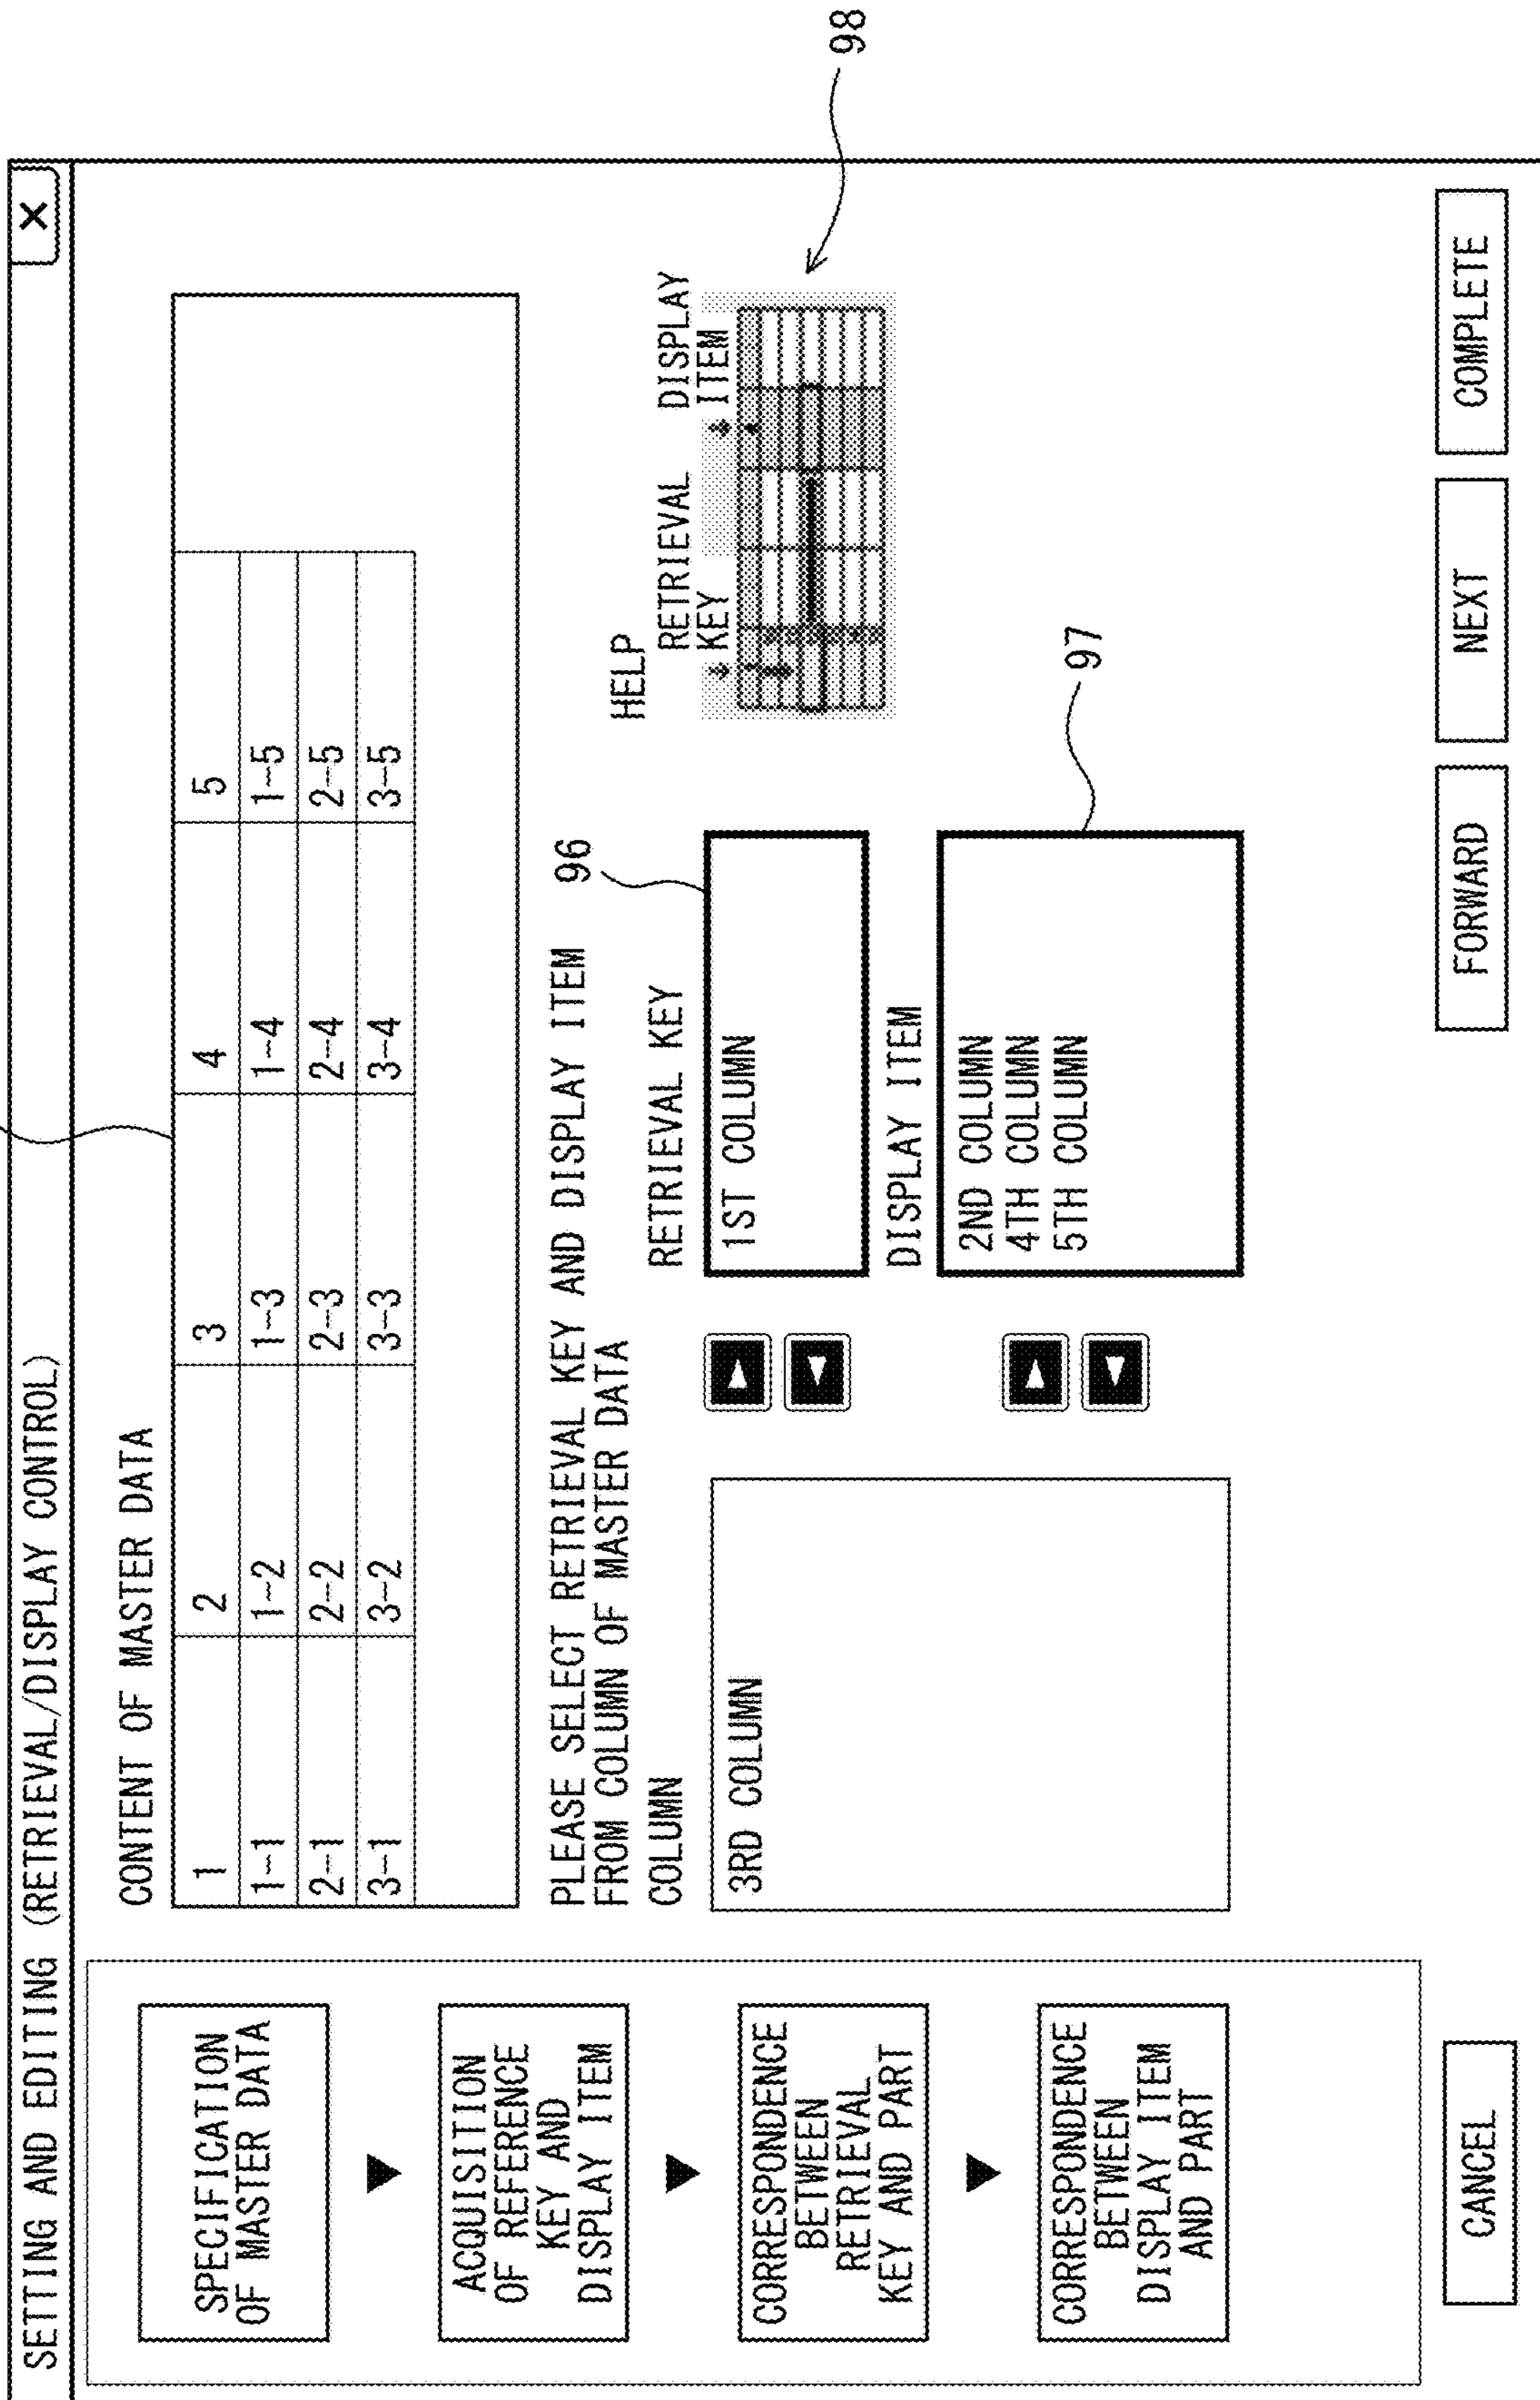 SETTING AND EDITING (RETRIEVAL/DISPLAY CONTROL)
×
SPECIFICATION
OF MASTER DATA
ACQUISITION
OF REFERENCE
KEY AND
DISPLAY ITEM
CORRESPONDENCE
BETWEEN
RETRIEVAL
KEY AND PART
CORRESPONDENCE
BETWEEN
DISPLAY ITEM
AND PART
CONTENT OF MASTER DATA
1 2 3 4 5
1-1 1-2 1-3 1-4 1-5
2-1 2-2 2-3 2-4 2-5
3-1 3-2 3-3 3-4 3-5
PLEASE SELECT RETRIEVAL KEY AND DISPLAY ITEM
FROM COLUMN OF MASTER DATA
COLUMN
3RD COLUMN
RETRIEVAL KEY
96
1ST COLUMN
DISPLAY ITEM
2ND COLUMN
4TH COLUMN
5TH COLUMN
97
HELP
RETRIEVAL
KEY
DISPLAY
ITEM
98
CANCEL
FORWARD
NEXT
COMPLETE